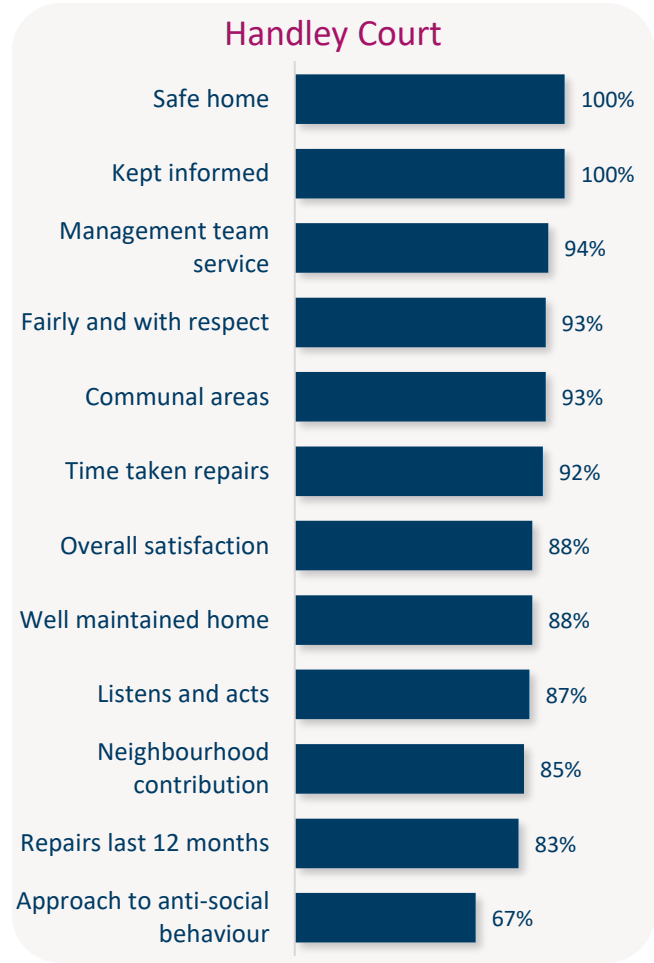 Handley Court
Safe home 100%
Kept informed 100%
Management team
service 94%
Fairly and with respect 93%
Communal areas 93%
Time taken repairs 92%
Overall satisfaction 88%
Well maintained home 88%
Listens and acts 87%
Neighbourhood
contribution 85%
Repairs last 12 months 83%
Approach to anti-social
behaviour 67%